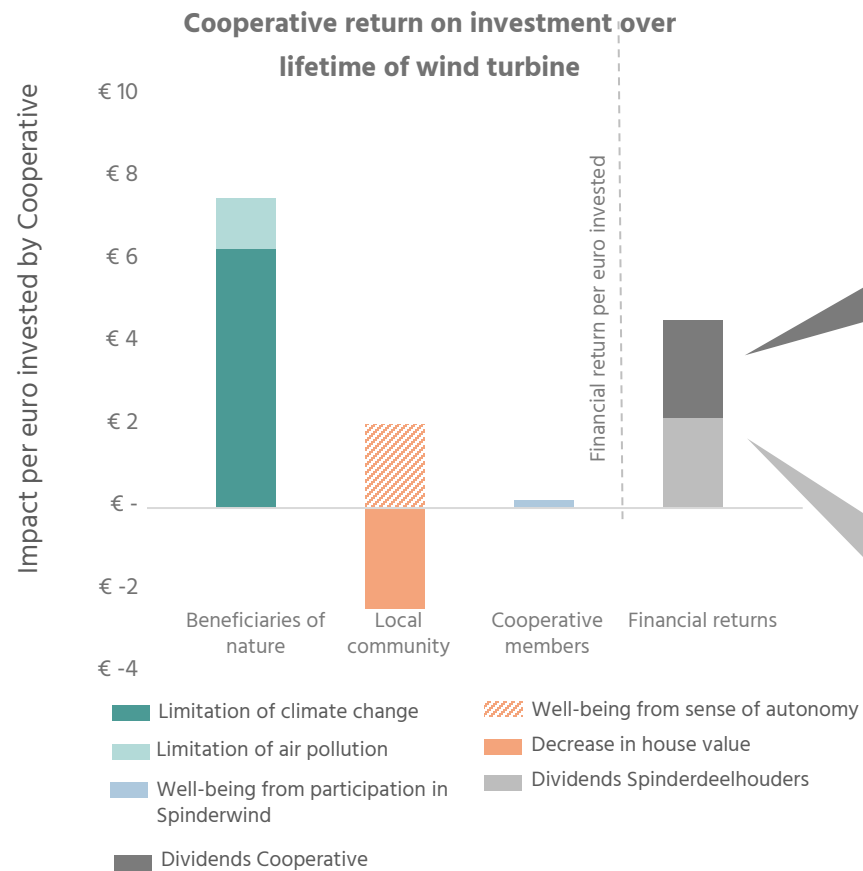 Cooperative return on investment over
lifetime of wind turbine
Impact per euro invested by Cooperative
€ 10
€ 8
€ 6
€ 4
€ 2
€ -
€ -2
€ -4
Financial return per euro invested
Beneficiaries of
nature
Local
community
Cooperative
members
Financial returns
Limitation of climate change
Limitation of air pollution
Well-being from participation in
Spinderwind
Dividends Cooperative
Well-being from sense of autonomy
Decrease in house value
Dividends Spinderdeelhouders